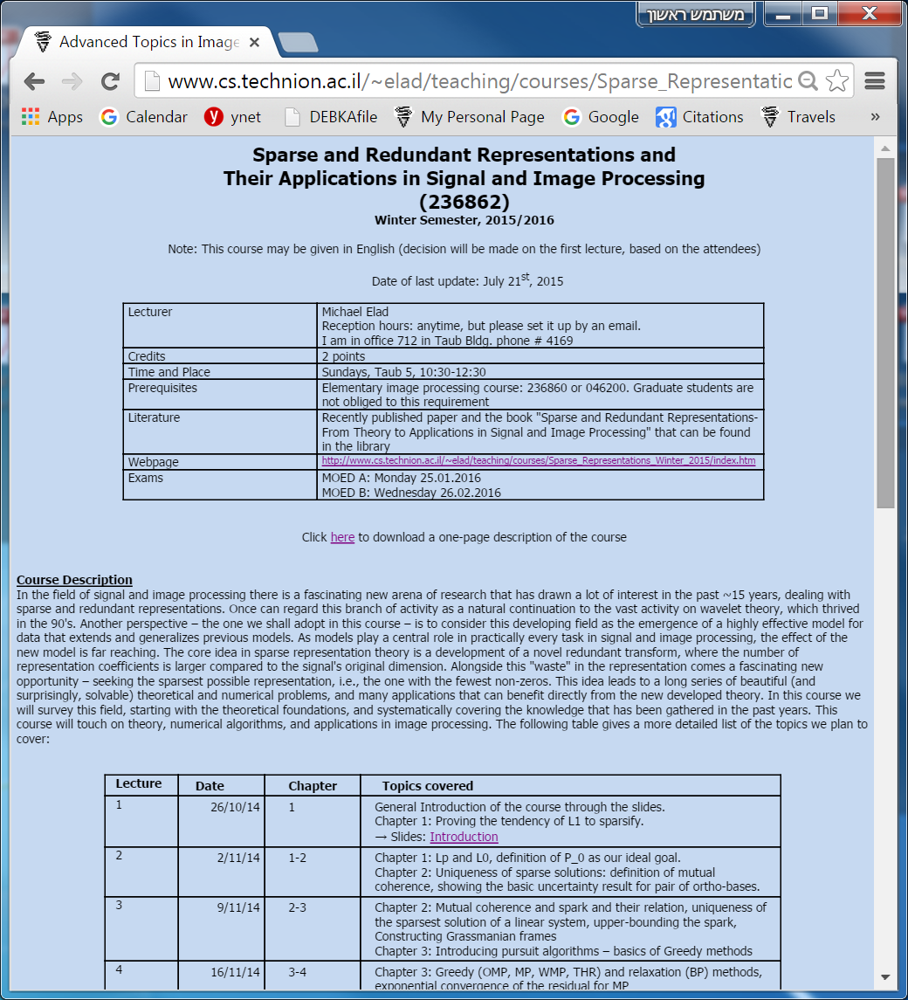 משתמש ראשון
Advanced Topics in Image
www.cs.technion.ac.il/~elad/teaching/courses/Sparse_Representatic
Apps Calendar ynet DEBKAfile My Personal Page Google Citations Travels »
Sparse and Redundant Representations and
Their Applications in Signal and Image Processing
(236862)
Winter Semester, 2015/2016
Note: This course may be given in English (decision will be made on the first lecture, based on the attendees)
Date of last update: July 21st, 2015
Lecturer Michael Elad
Reception hours: anytime, but please set it up by an email.
I am in office 712 in Taub Bldg. phone # 4169
Credits 2 points
Time and Place Sundays, Taub 5, 10:30-12:30
Prerequisites Elementary image processing course: 236860 or 046200. Graduate students are
not obliged to this requirement
Literature Recently published paper and the book "Sparse and Redundant Representations-
From Theory to Applications in Signal and Image Processing" that can be found
in the library
Webpage http://www.cs.technion.ac.il/~elad/teaching/courses/Sparse_Representations_Winter_2015/index.htm
Exams MOED A: Monday 25.01.2016
MOED B: Wednesday 26.02.2016
Click here to download a one-page description of the course
Course Description
In the field of signal and image processing there is a fascinating new arena of research that has drawn a lot of interest in the past ~15 years, dealing with
sparse and redundant representations. Once can regard this branch of activity as a natural continuation to the vast activity on wavelet theory, which thrived
in the 90's. Another perspective – the one we shall adopt in this course – is to consider this developing field as the emergence of a highly effective model for
data that extends and generalizes previous models. As models play a central role in practically every task in signal and image processing, the effect of the
new model is far reaching. The core idea in sparse representation theory is a development of a novel redundant transform, where the number of
representation coefficients is larger compared to the signal's original dimension. Alongside this "waste" in the representation comes a fascinating new
opportunity – seeking the sparsest possible representation, i.e., the one with the fewest non-zeros. This idea leads to a long series of beautiful (and
surprisingly, solvable) theoretical and numerical problems, and many applications that can benefit directly from the new developed theory. In this course we
will survey this field, starting with the theoretical foundations, and systematically covering the knowledge that has been gathered in the past years. This
course will touch on theory, numerical algorithms, and applications in image processing. The following table gives a more detailed list of the topics we plan to
cover:
Lecture Date Chapter Topics covered
1 26/10/14 1 General Introduction of the course through the slides.
Chapter 1: Proving the tendency of L1 to sparsify.
→ Slides: Introduction
2 2/11/14 1-2 Chapter 1: Lp and L0, definition of P_0 as our ideal goal.
Chapter 2: Uniqueness of sparse solutions: definition of mutual
coherence, showing the basic uncertainty result for pair of ortho-bases.
3 9/11/14 2-3 Chapter 2: Mutual coherence and spark and their relation, uniqueness of
the sparsest solution of a linear system, upper-bounding the spark,
Constructing Grassmanian frames
Chapter 3: Introducing pursuit algorithms – basics of Greedy methods
4 16/11/14 3-4 Chapter 3: Greedy (OMP, MP, WMP, THR) and relaxation (BP) methods,
exponential convergence of the residual for MP